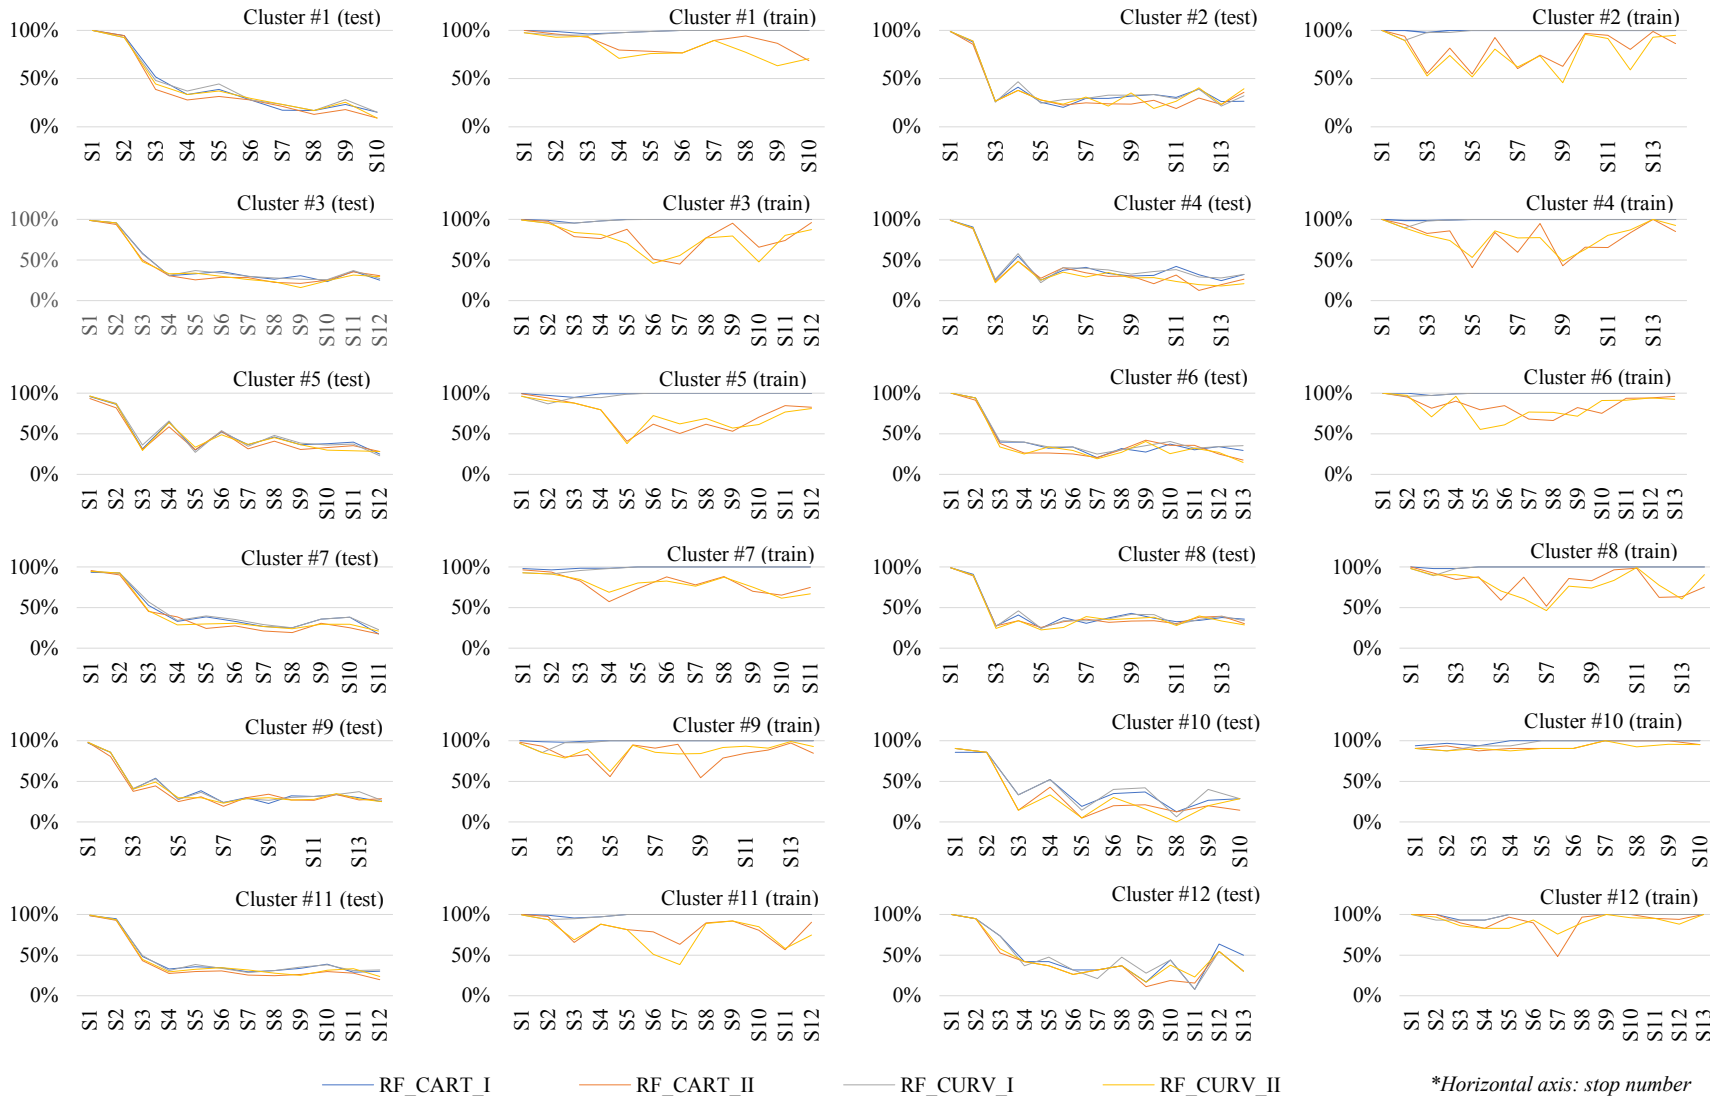 Cluster #1 (test)
100%
50%
0%
S1 S2 S3 S4 S5 S6 S7 S8 S9 S10
Cluster #1 (train)
100%
50%
0%
S1 S2 S3 S4 S5 S6 S7 S8 S9 S10
Cluster #2 (test)
100%
50%
0%
S1 S3 S5 S7 S9 S11 S13
Cluster #2 (train)
100%
50%
0%
S1 S3 S5 S7 S9 S11 S13
Cluster #3 (test)
100%
50%
0%
S1 S2 S3 S4 S5 S6 S7 S8 S9 S10 S11 S12
Cluster #3 (train)
100%
50%
0%
S1 S2 S3 S4 S5 S6 S7 S8 S9 S10 S11 S12
Cluster #4 (test)
100%
50%
0%
S1 S3 S5 S7 S9 S11 S13
Cluster #4 (train)
100%
50%
0%
S1 S3 S5 S7 S9 S11 S13
Cluster #5 (test)
100%
50%
0%
S1 S2 S3 S4 S5 S6 S7 S8 S9 S10 S11 S12
Cluster #5 (train)
100%
50%
0%
S1 S2 S3 S4 S5 S6 S7 S8 S9 S10 S11 S12
Cluster #6 (test)
100%
50%
0%
S1 S2 S3 S4 S5 S6 S7 S8 S9 S10 S11 S12 S13
Cluster #6 (train)
100%
50%
0%
S1 S2 S3 S4 S5 S6 S7 S8 S9 S10 S11 S12 S13
Cluster #7 (test)
100%
50%
0%
S1 S2 S3 S4 S5 S6 S7 S8 S9 S10 S11
Cluster #7 (train)
100%
50%
0%
S1 S2 S3 S4 S5 S6 S7 S8 S9 S10 S11
Cluster #8 (test)
100%
50%
0%
S1 S3 S5 S7 S9 S11 S13
Cluster #8 (train)
100%
50%
0%
S1 S3 S5 S7 S9 S11 S13
Cluster #9 (test)
100%
50%
0%
S1 S3 S5 S7 S9 S11 S13
Cluster #9 (train)
100%
50%
0%
S1 S3 S5 S7 S9 S11 S13
Cluster #10 (test)
100%
50%
0%
S1 S2 S3 S4 S5 S6 S7 S8 S9 S10
Cluster #10 (train)
100%
50%
0%
S1 S2 S3 S4 S5 S6 S7 S8 S9 S10
Cluster #11 (test)
100%
50%
0%
S1 S2 S3 S4 S5 S6 S7 S8 S9 S10 S11 S12
Cluster #11 (train)
100%
50%
0%
S1 S2 S3 S4 S5 S6 S7 S8 S9 S10 S11 S12
Cluster #12 (test)
100%
50%
0%
S1 S2 S3 S4 S5 S6 S7 S8 S9 S10 S11 S12 S13
Cluster #12 (train)
100%
50%
0%
S1 S2 S3 S4 S5 S6 S7 S8 S9 S10 S11 S12 S13
RF_CART_I RF_CART_II RF_CURV_I RF_CURV_II
*Horizontal axis: stop number